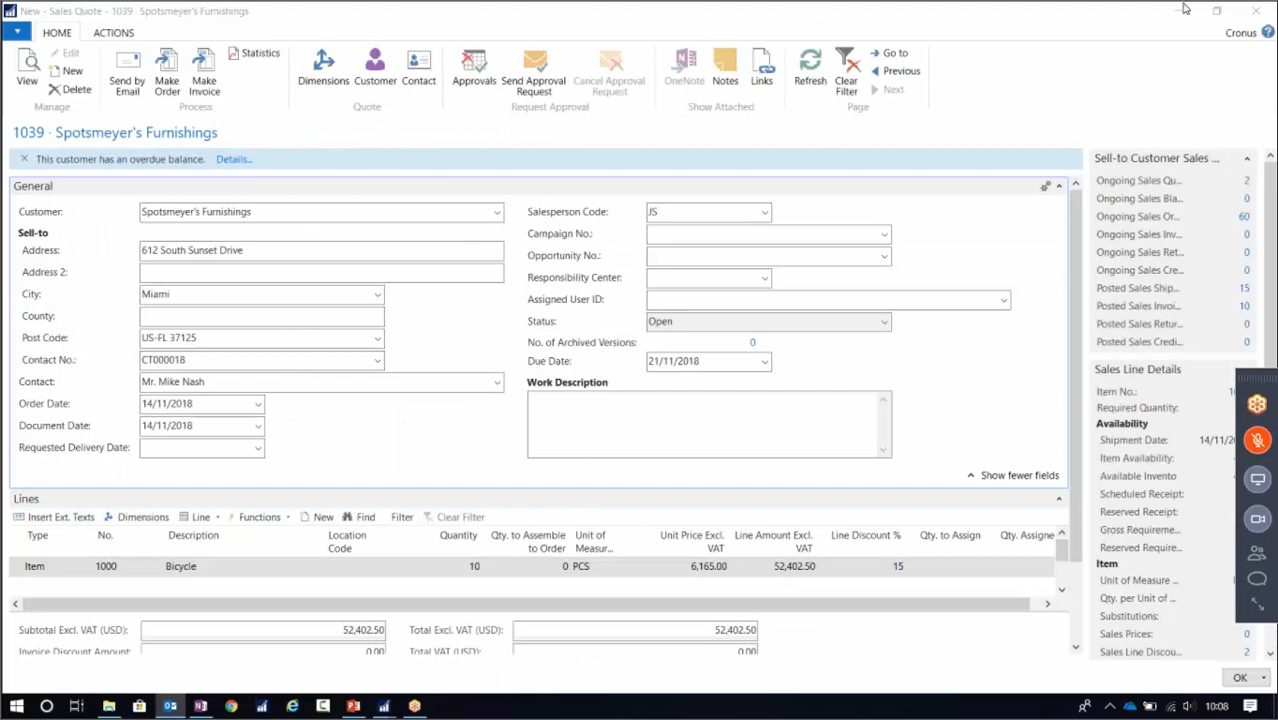 New - Sales Quote - 1039 · Spotsmeyer's Furnishings
HOME ACTIONS Cronus
View Edit New Delete Manage
Send by Email Make Order Make Invoice Statistics Process
Dimensions Customer Contact Quote
Approvals Send Approval Request Cancel Approval Request Request Approval
OneNote Notes Links Show Attached
Refresh Clear Filter Go to Previous Next Page
1039 · Spotsmeyer's Furnishings
This customer has an overdue balance. Details...
General
Customer: Spotsmeyer's Furnishings
Sell-to
Address: 612 South Sunset Drive
Address 2:
City: Miami
County:
Post Code: US-FL 37125
Contact No.: CT000018
Contact: Mr. Mike Nash
Order Date: 14/11/2018
Document Date: 14/11/2018
Requested Delivery Date:
Salesperson Code: JS
Campaign No.:
Opportunity No.:
Responsibility Center:
Assigned User ID:
Status: Open
No. of Archived Versions: 0
Due Date: 21/11/2018
Work Description
Show fewer fields
Lines
Insert Ext. Texts Dimensions Line Functions New Find Filter Clear Filter
Type No. Description Location Code Quantity Qty. to Assemble to Order Unit of Measur... Unit Price Excl. VAT Line Amount Excl. VAT Line Discount % Qty. to Assign Qty. Assigne
Item 1000 Bicycle 10 0 PCS 6,165.00 52,402.50 15
Subtotal Excl. VAT (USD): 52,402.50 Total Excl. VAT (USD): 52,402.50
Invoice Discount Amount: 0.00 Total VAT (USD): 0.00
Sell-to Customer Sales ...
Ongoing Sales Qu... 2
Ongoing Sales Bla... 0
Ongoing Sales Or... 60
Ongoing Sales Inv... 0
Ongoing Sales Ret... 0
Ongoing Sales Cre... 0
Posted Sales Ship... 15
Posted Sales Invoi... 10
Posted Sales Retur... 0
Posted Sales Credi... 0
Sales Line Details
Item No.:
Required Quantity:
Availability
Shipment Date: 14/11/2
Item Availability:
Available Invento
Scheduled Receipt:
Reserved Receipt:
Gross Requireme...
Reserved Require...
Item
Unit of Measure ...
Qty. per Unit of ...
Substitutions:
Sales Prices: 0
Sales Line Discou... 2
OK
10:08